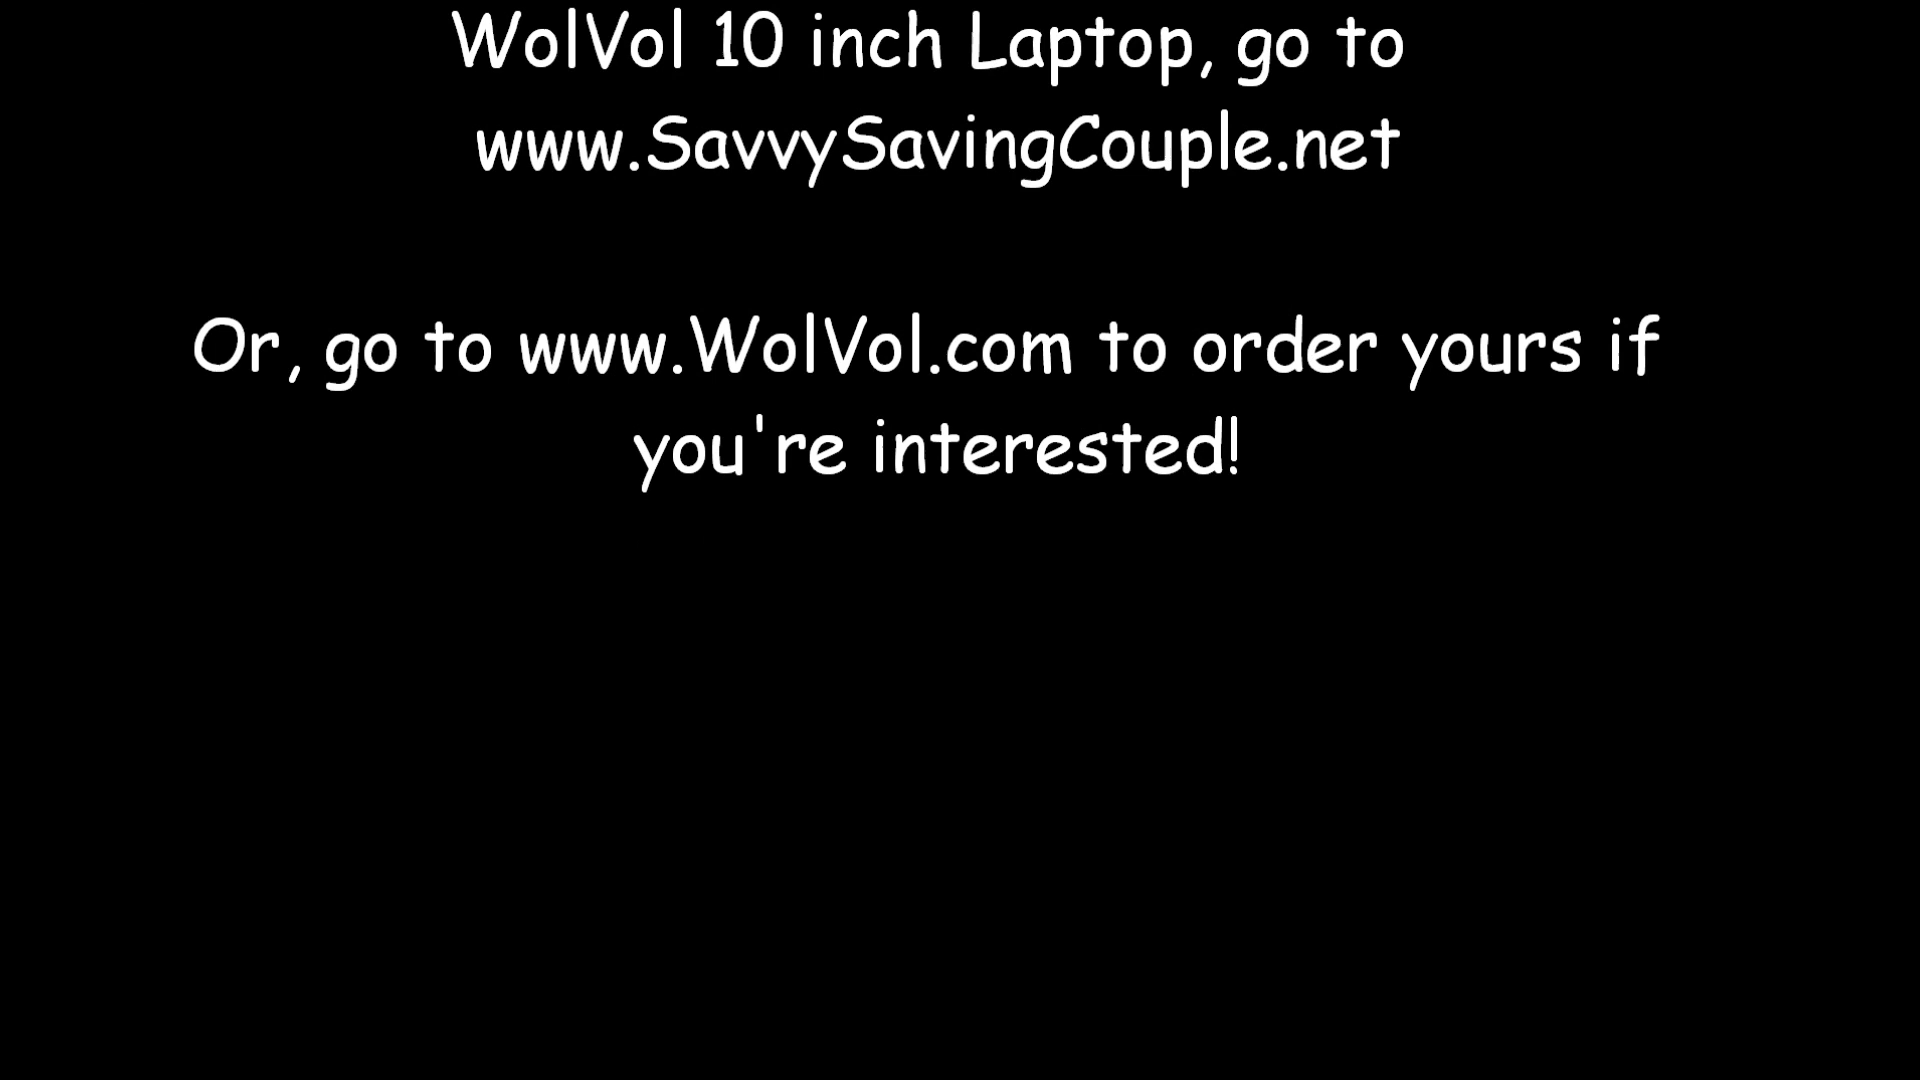 WolVol 10 inch Laptop, go to
www.SavvySavingCouple.net
Or, go to www.WolVol.com to order yours if
you're interested!